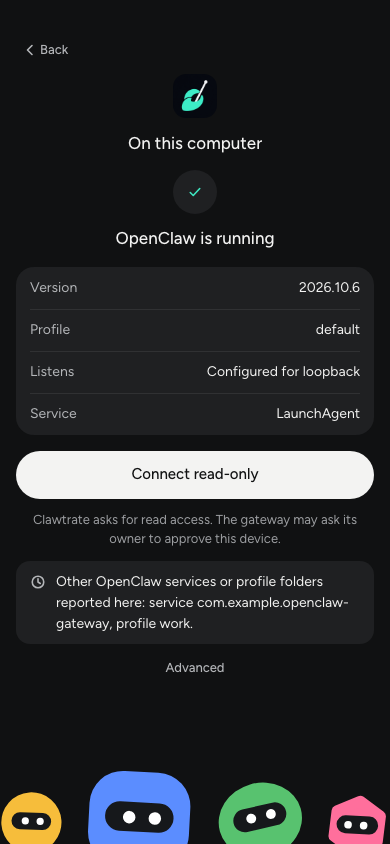 Back
On this computer
OpenClaw is running
Version 2026.10.6
Profile default
Listens Configured for loopback
Service LaunchAgent
Connect read-only
Clawtrate asks for read access. The gateway may ask its
owner to approve this device.
Other OpenClaw services or profile folders
reported here: service com.example.openclaw-
gateway, profile work.
Advanced